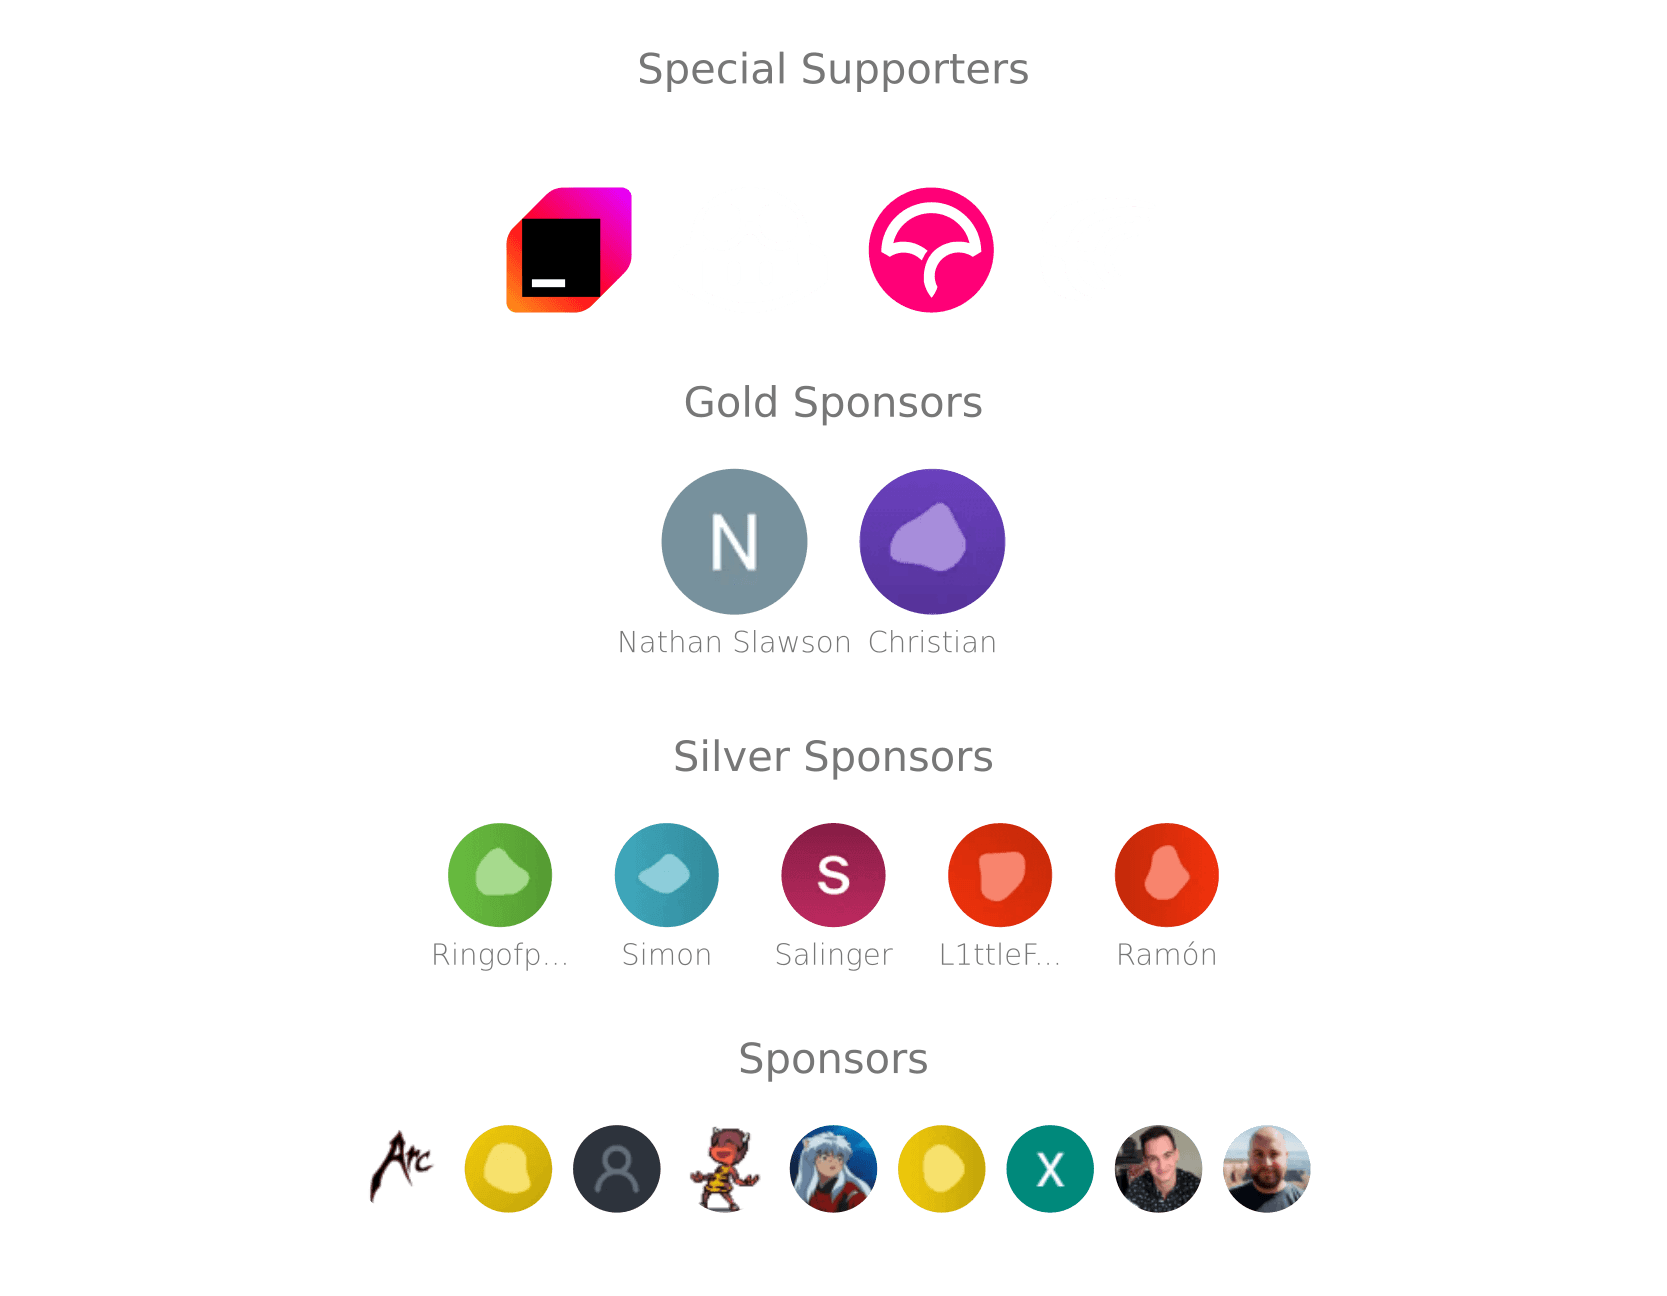 Special Supporters
Gold Sponsors
N
Nathan Slawson Christian
Silver Sponsors
S
Ringofp... Simon Salinger L1ttleF... Ramón
Sponsors
Arc X